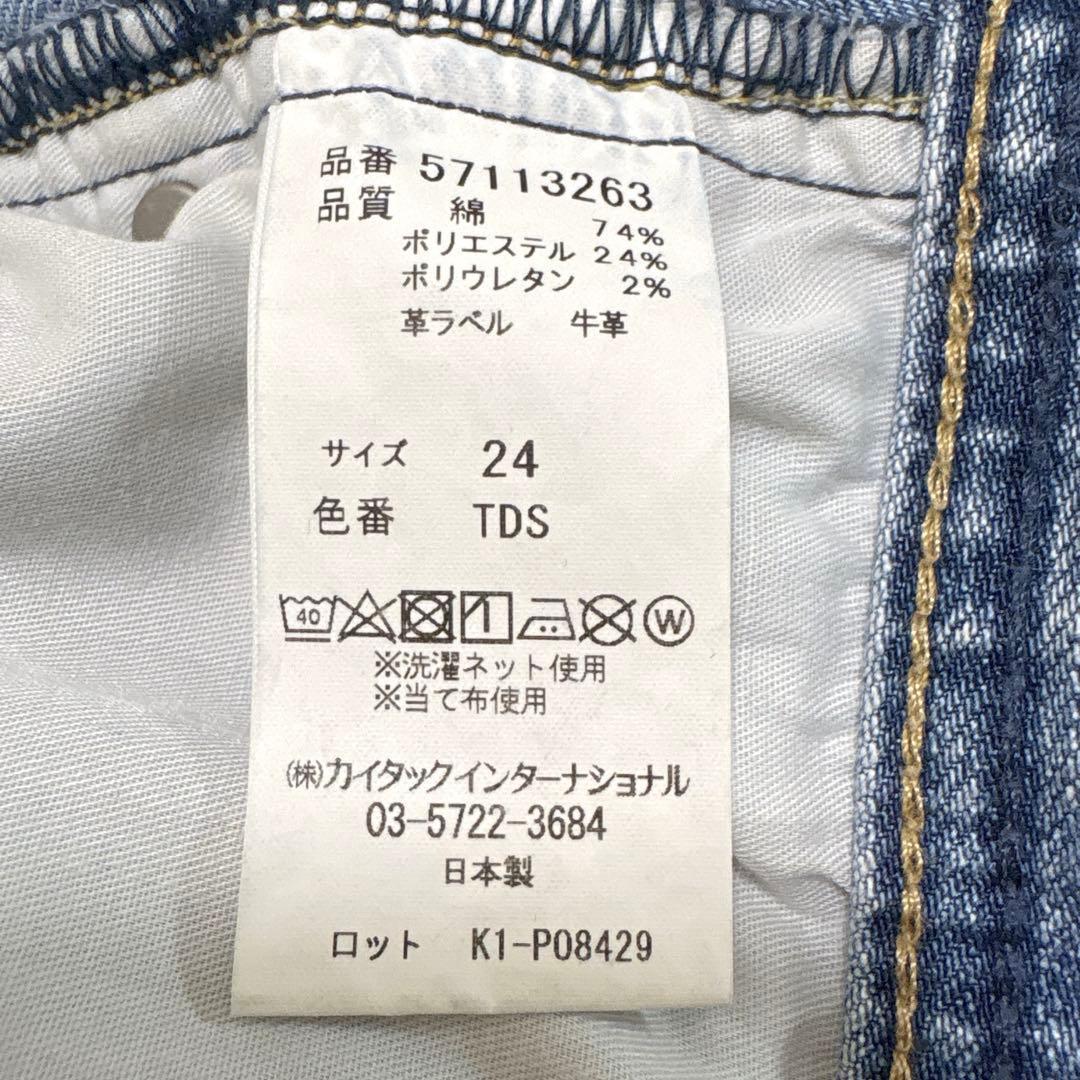 品番 57113263
品質 綿 74%
ポリエステル 24%
ポリウレタン 2%
革ラベル 牛革
サイズ 24
色番 TDS
40 W
※洗濯ネット使用
※当て布使用
(株)カイタックインターナショナル
03-5722-3684
日本製
ロット K1-P08429